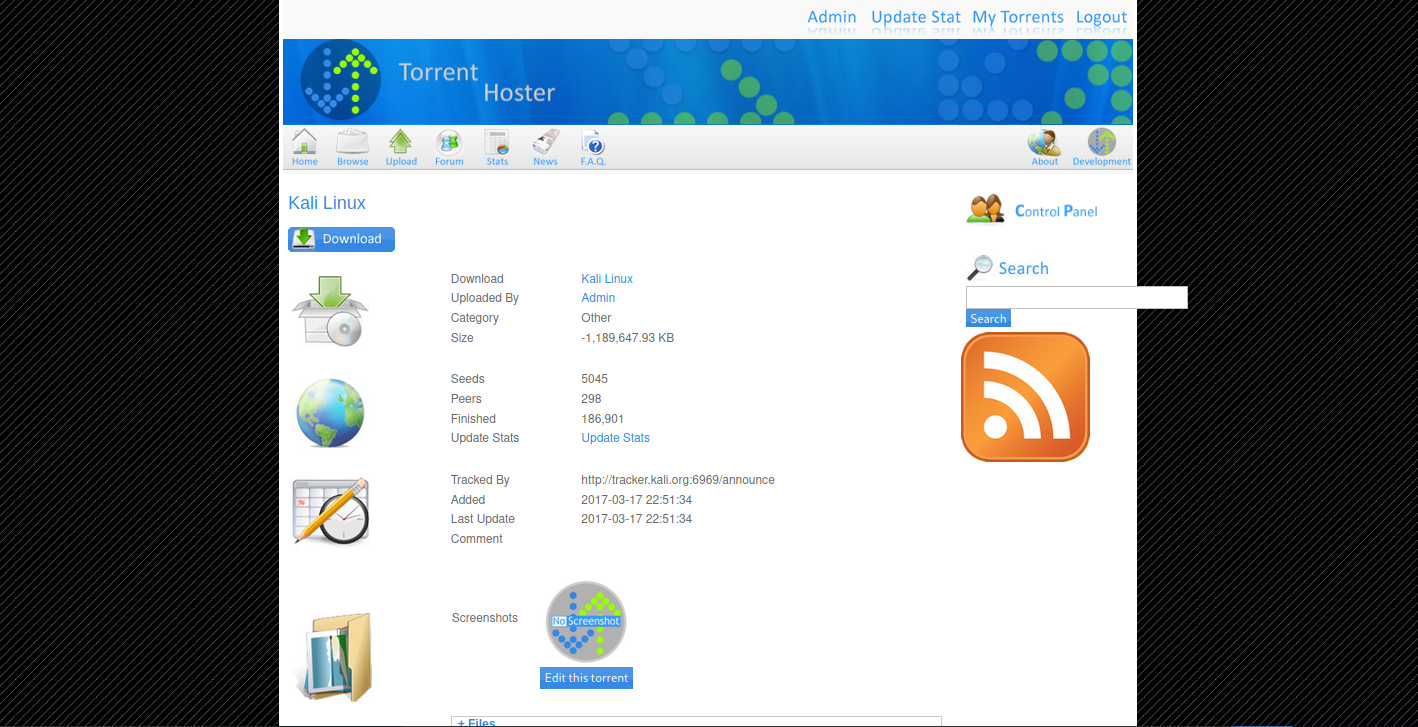 Admin Update Stat My Torrents Logout
Torrent
Hoster
Home Browse Upload Forum Stats News F.A.Q. About Development
Kali Linux
Control Panel
Download
Search
Download Kali Linux
Uploaded By Admin
Category Other
Search
Size -1,189,647.93 KB
Seeds 5045
Peers 298
Finished 186,901
Update Stats Update Stats
Tracked By http://tracker.kali.org:6969/announce
Added 2017-03-17 22:51:34
Last Update 2017-03-17 22:51:34
Comment
Screenshots
No Screenshot
Edit this torrent
+ Files